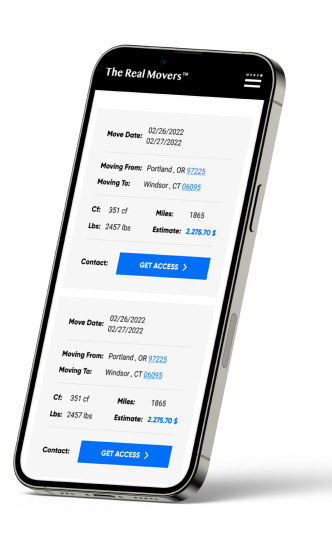 The Real Movers™
MENU
Move Date: 02/26/2022
02/27/2022
Moving From: Portland , OR 97225
Moving To: Windsor , CT 06095
Cf: 351 cf Miles: 1865
Lbs: 2457 lbs Estimate: 2.275.70 $
Contact: GET ACCESS >
Move Date: 02/26/2022
02/27/2022
Moving From: Portland , OR 97225
Moving To: Windsor , CT 06095
Cf: 351 cf Miles: 1865
Lbs: 2457 lbs Estimate: 2.275.70 $
Contact: GET ACCESS >